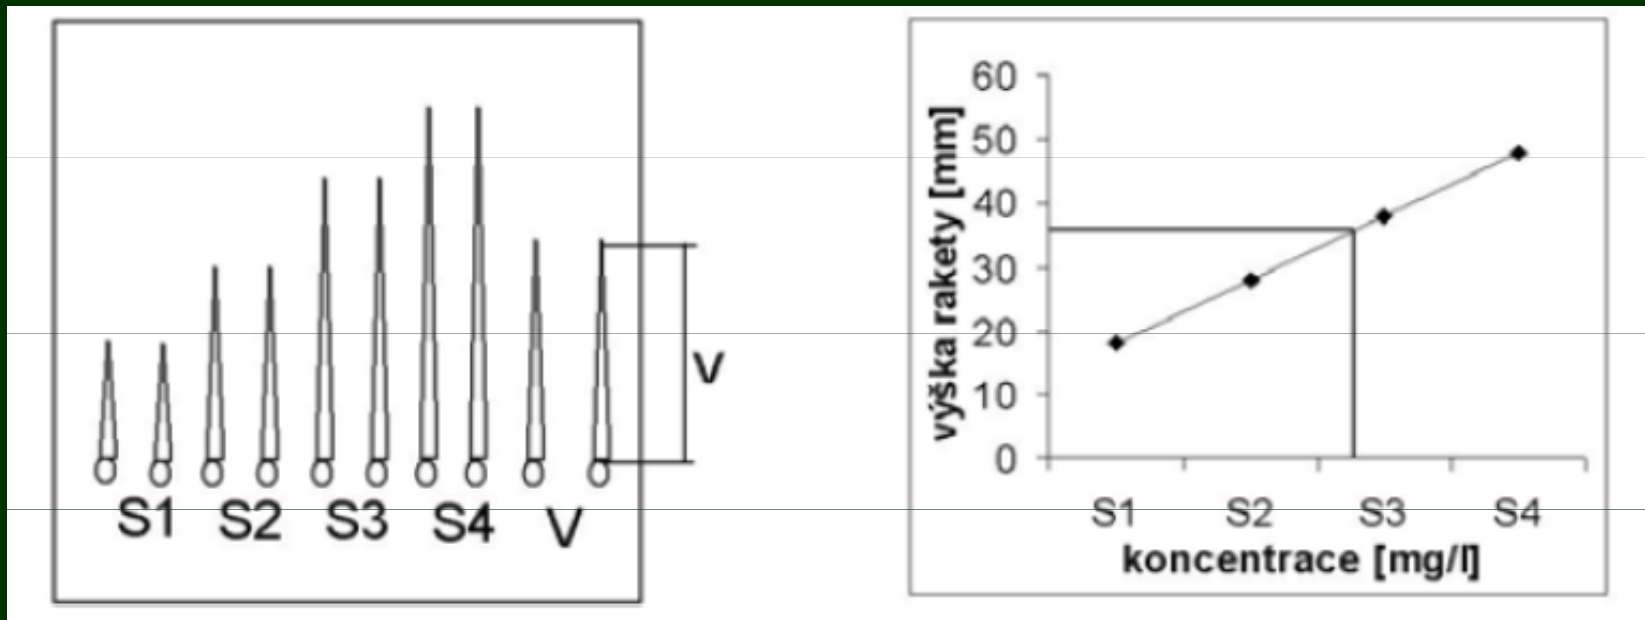 V
S1 S2 S3 S4 V
výška rakety [mm]
60
50
40
30
20
10
0
S1 S2 S3 S4
koncentrace [mg/l]